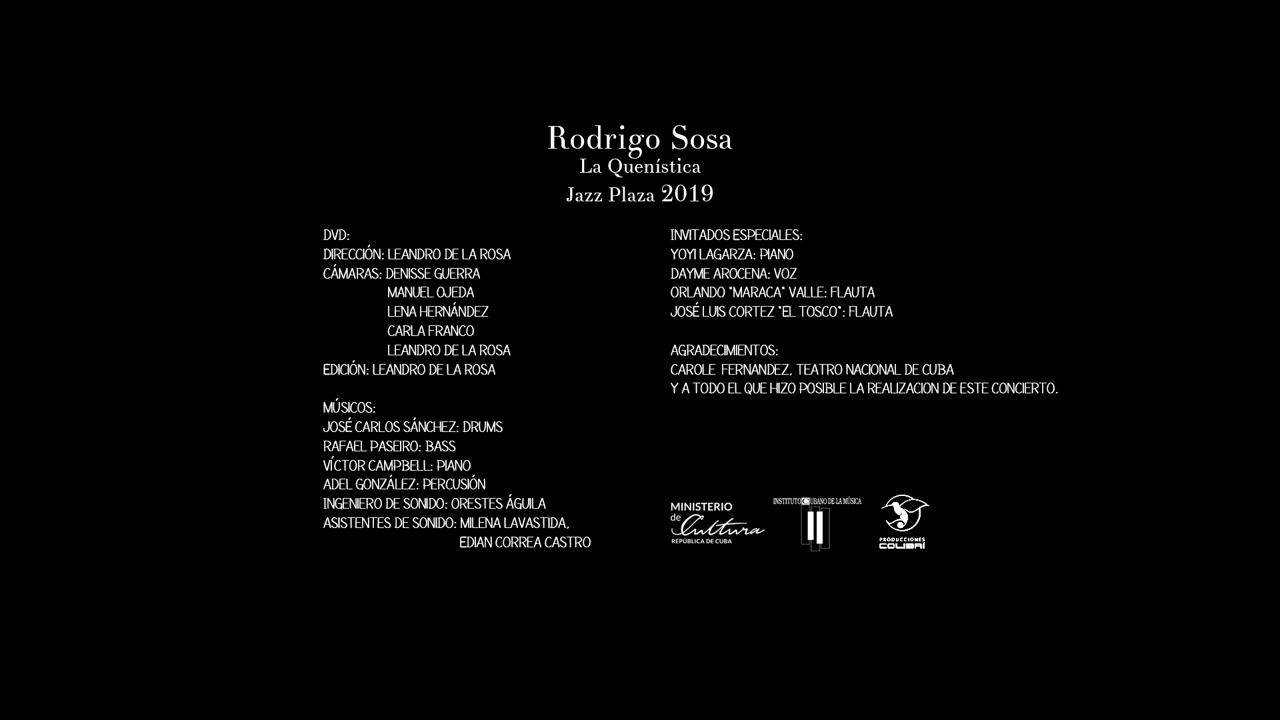 Rodrigo Sosa
La Quenística
Jazz Plaza 2019
DVD:
DIRECCIÓN: LEANDRO DE LA ROSA
CÁMARAS: DENISSE GUERRA
MANUEL OJEDA
LENA HERNÁNDEZ
CARLA FRANCO
LEANDRO DE LA ROSA
EDICIÓN: LEANDRO DE LA ROSA
MÚSICOS:
JOSÉ CARLOS SÁNCHEZ: DRUMS
RAFAEL PASEIRO: BASS
VÍCTOR CAMPBELL: PIANO
ADEL GONZÁLEZ: PERCUSIÓN
INGENIERO DE SONIDO: ORESTES ÁGUILA
ASISTENTES DE SONIDO: MILENA LAVASTIDA,
EDIAN CORREA CASTRO
INVITADOS ESPECIALES:
YOYI LAGARZA: PIANO
DAYME AROCENA: VOZ
ORLANDO "MARACA" VALLE: FLAUTA
JOSÉ LUIS CORTEZ "EL TOSCO": FLAUTA
AGRADECIMIENTOS:
CAROLE FERNANDEZ, TEATRO NACIONAL DE CUBA
Y A TODO EL QUE HIZO POSIBLE LA REALIZACION DE ESTE CONCIERTO.
MINISTERIO
de Cultura
REPÚBLICA DE CUBA
INSTITUTO CUBANO DE LA MÚSICA
PRODUCCIONES
COLIBRÍ